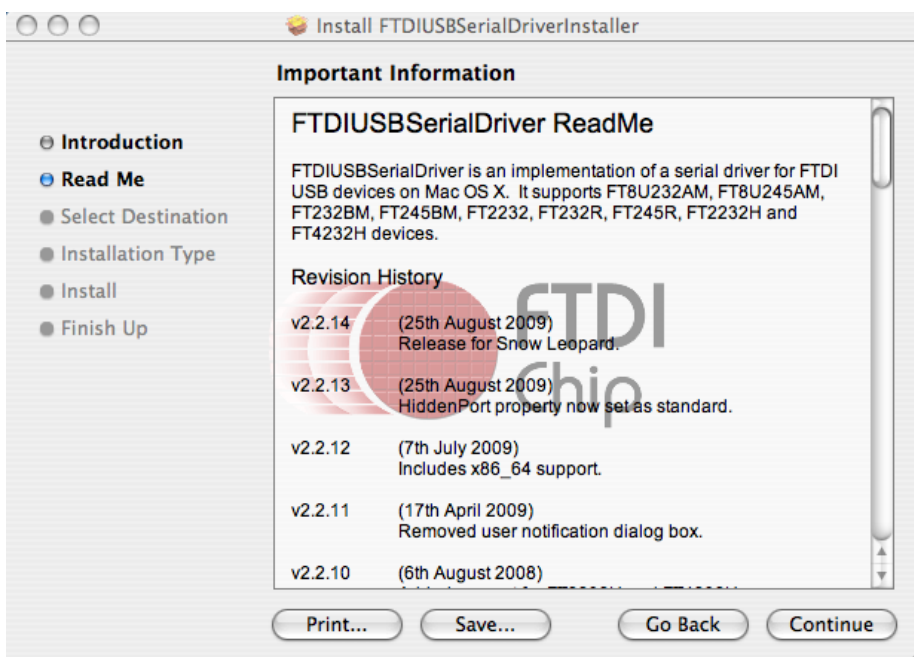 Install FTDIUSBSerialDriverInstaller
Important Information
Introduction
Read Me
Select Destination
Installation Type
Install
Finish Up
FTDIUSBSerialDriver ReadMe
FTDIUSBSerialDriver is an implementation of a serial driver for FTDI
USB devices on Mac OS X. It supports FT8U232AM, FT8U245AM,
FT232BM, FT245BM, FT2232, FT232R, FT245R, FT2232H and
FT4232H devices.
Revision History
v2.2.14 (25th August 2009)
Release for Snow Leopard.
v2.2.13 (25th August 2009)
HiddenPort property now set as standard.
v2.2.12 (7th July 2009)
Includes x86_64 support.
v2.2.11 (17th April 2009)
Removed user notification dialog box.
v2.2.10 (6th August 2008)
FTDI
Chip
Print... Save... Go Back Continue